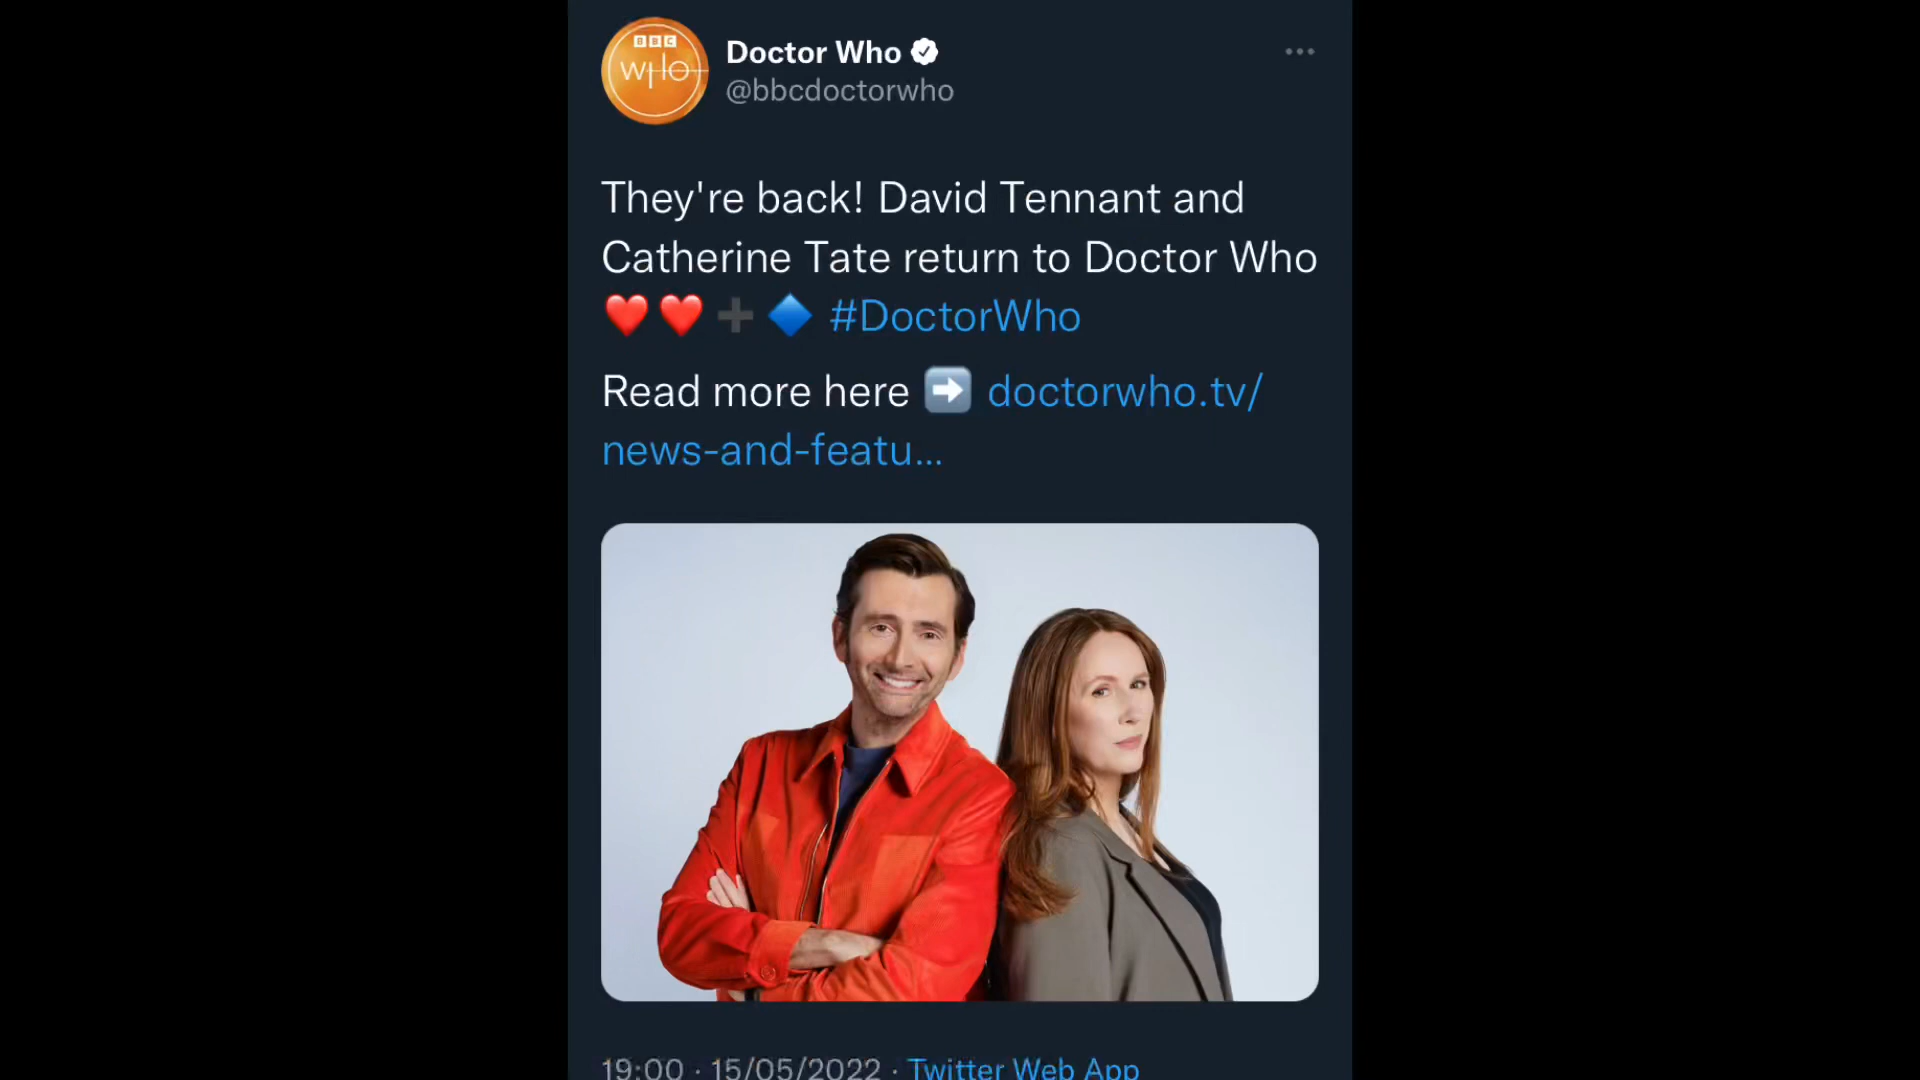 BBC
WHO
Doctor Who
@bbcdoctorwho
They're back! David Tennant and
Catherine Tate return to Doctor Who
❤️❤️➕🔷 #DoctorWho
Read more here ➡️ doctorwho.tv/
news-and-featu...
19:00 · 15/05/2022 · Twitter Web App